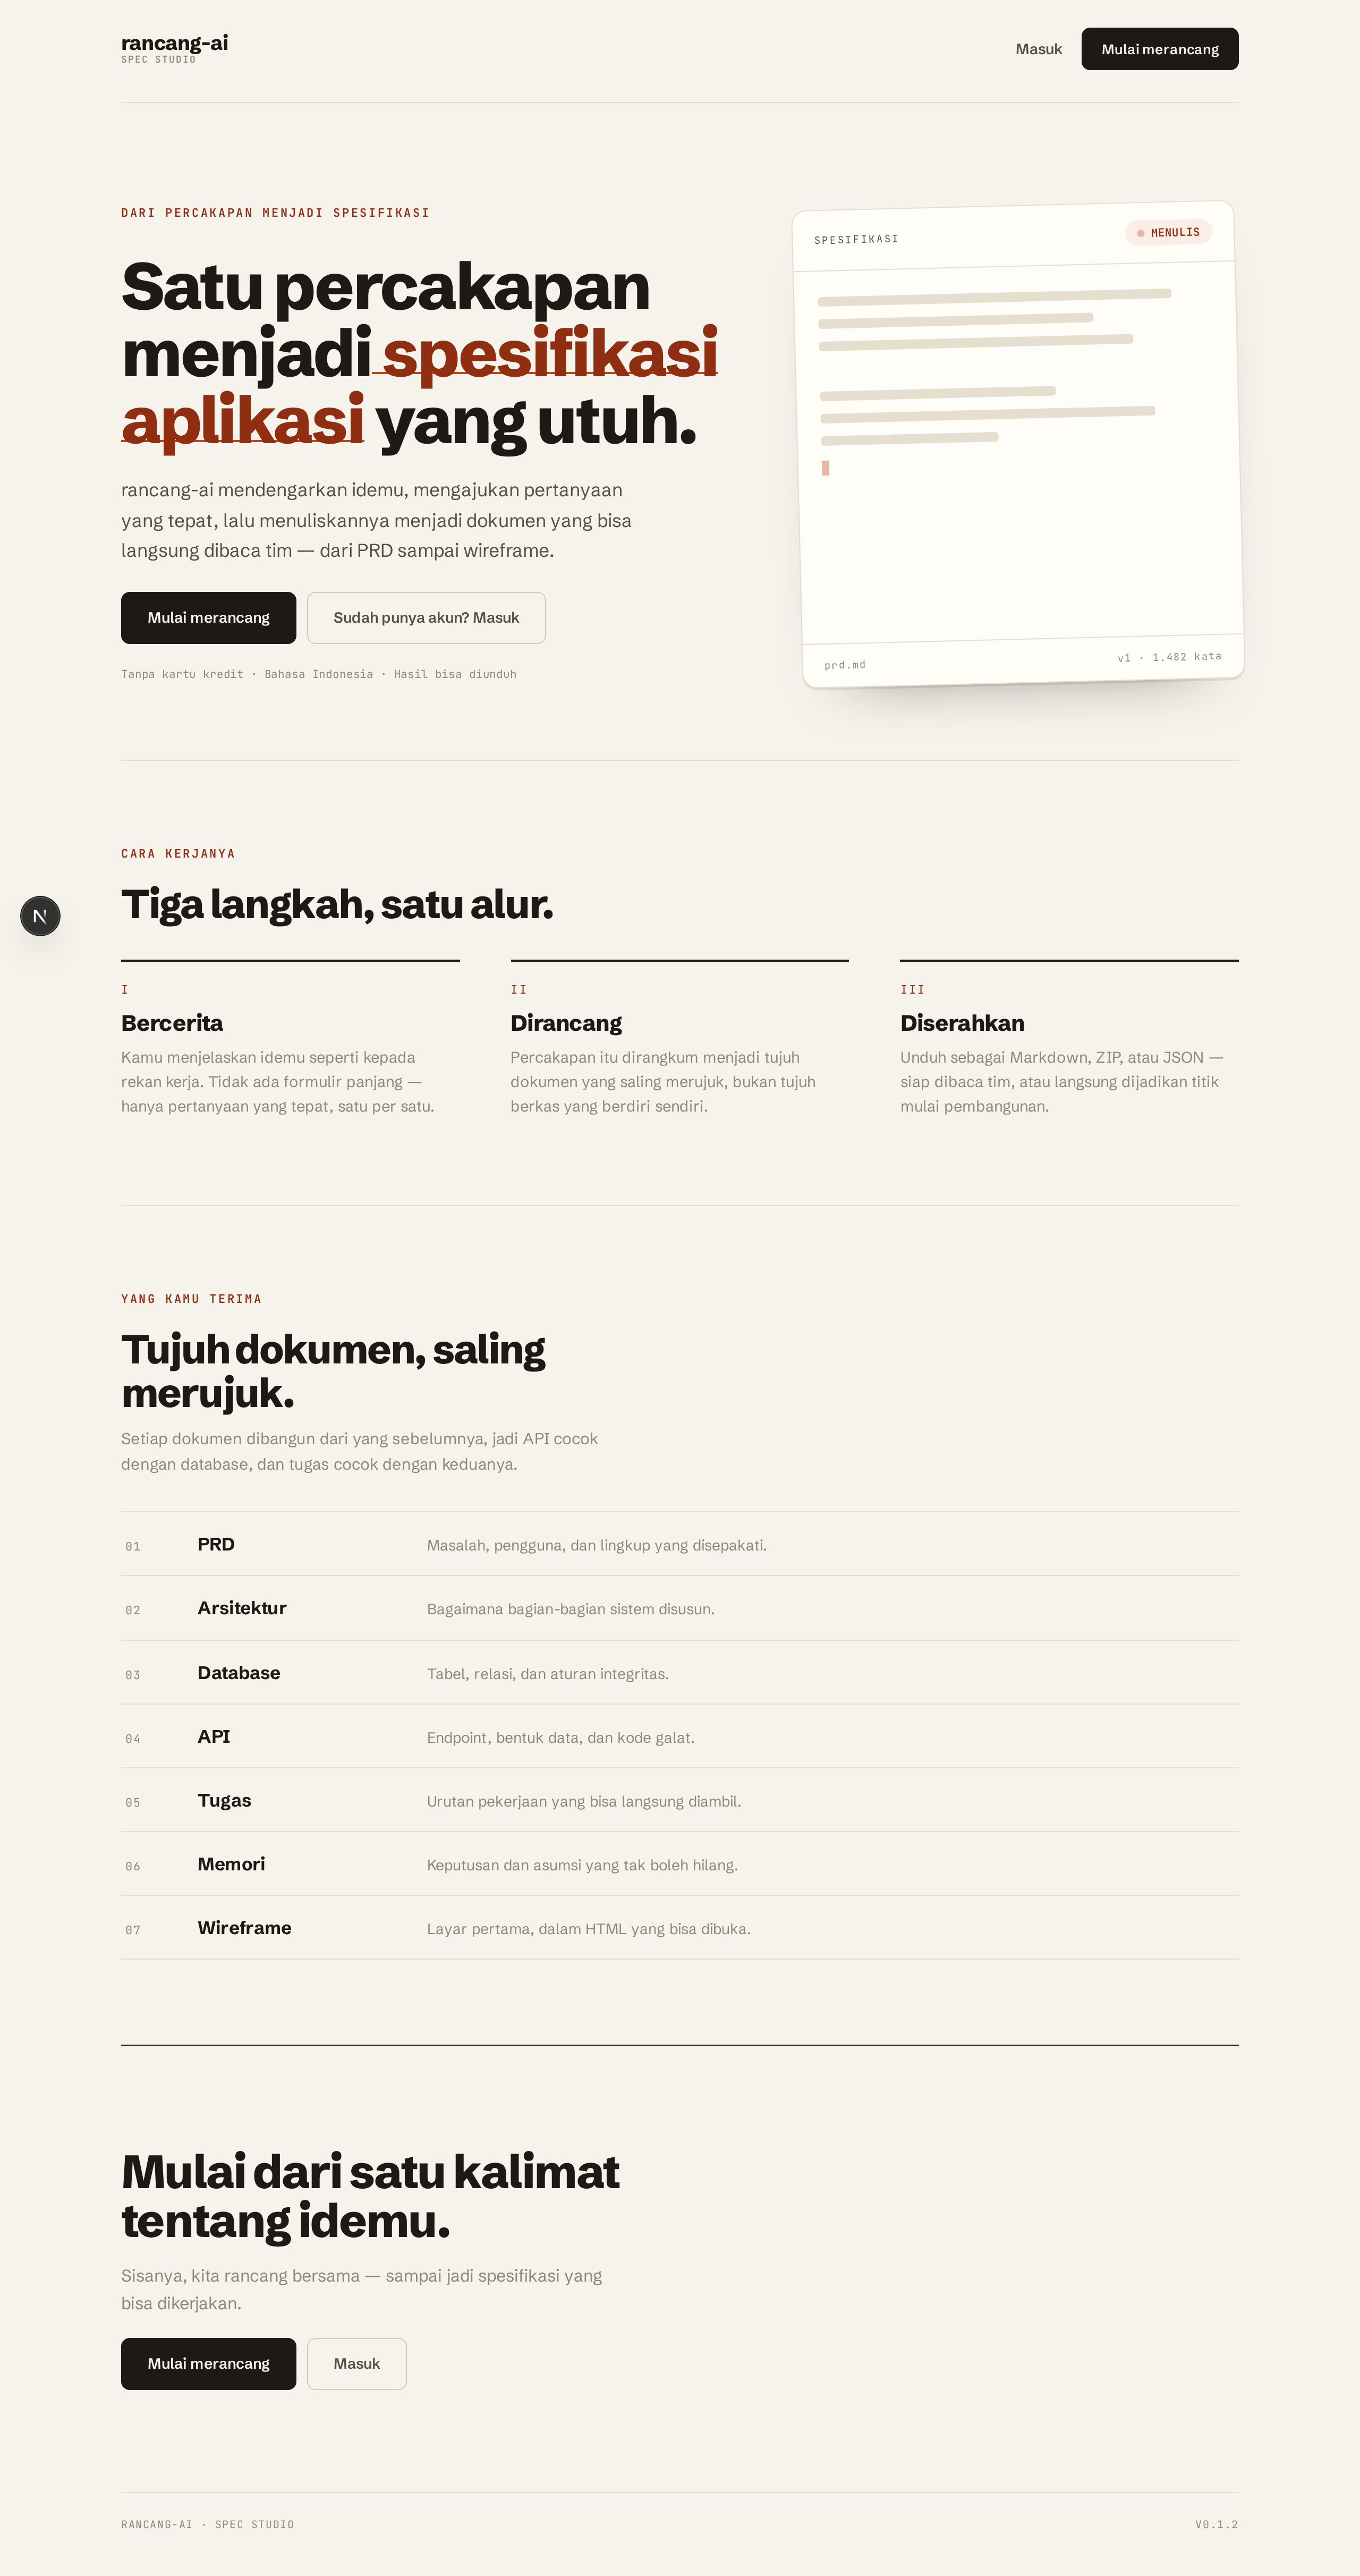 rancang-ai
SPEC STUDIO
Masuk
Mulai merancang
DARI PERCAKAPAN MENJADI SPESIFIKASI
Satu percakapan
menjadi spesifikasi
aplikasi yang utuh.
rancang-ai mendengarkan idemu, mengajukan pertanyaan
yang tepat, lalu menuliskannya menjadi dokumen yang bisa
langsung dibaca tim — dari PRD sampai wireframe.
Mulai merancang
Sudah punya akun? Masuk
Tanpa kartu kredit · Bahasa Indonesia · Hasil bisa diunduh
SPESIFIKASI
MENULIS
prd.md
v1 · 1.482 kata
CARA KERJANYA
Tiga langkah, satu alur.
N
I
Bercerita
Kamu menjelaskan idemu seperti kepada
rekan kerja. Tidak ada formulir panjang —
hanya pertanyaan yang tepat, satu per satu.
II
Dirancang
Percakapan itu dirangkum menjadi tujuh
dokumen yang saling merujuk, bukan tujuh
berkas yang berdiri sendiri.
III
Diserahkan
Unduh sebagai Markdown, ZIP, atau JSON —
siap dibaca tim, atau langsung dijadikan titik
mulai pembangunan.
YANG KAMU TERIMA
Tujuh dokumen, saling
merujuk.
Setiap dokumen dibangun dari yang sebelumnya, jadi API cocok
dengan database, dan tugas cocok dengan keduanya.
01 PRD Masalah, pengguna, dan lingkup yang disepakati.
02 Arsitektur Bagaimana bagian-bagian sistem disusun.
03 Database Tabel, relasi, dan aturan integritas.
04 API Endpoint, bentuk data, dan kode galat.
05 Tugas Urutan pekerjaan yang bisa langsung diambil.
06 Memori Keputusan dan asumsi yang tak boleh hilang.
07 Wireframe Layar pertama, dalam HTML yang bisa dibuka.
Mulai dari satu kalimat
tentang idemu.
Sisanya, kita rancang bersama — sampai jadi spesifikasi yang
bisa dikerjakan.
Mulai merancang
Masuk
RANCANG-AI · SPEC STUDIO
V0.1.2